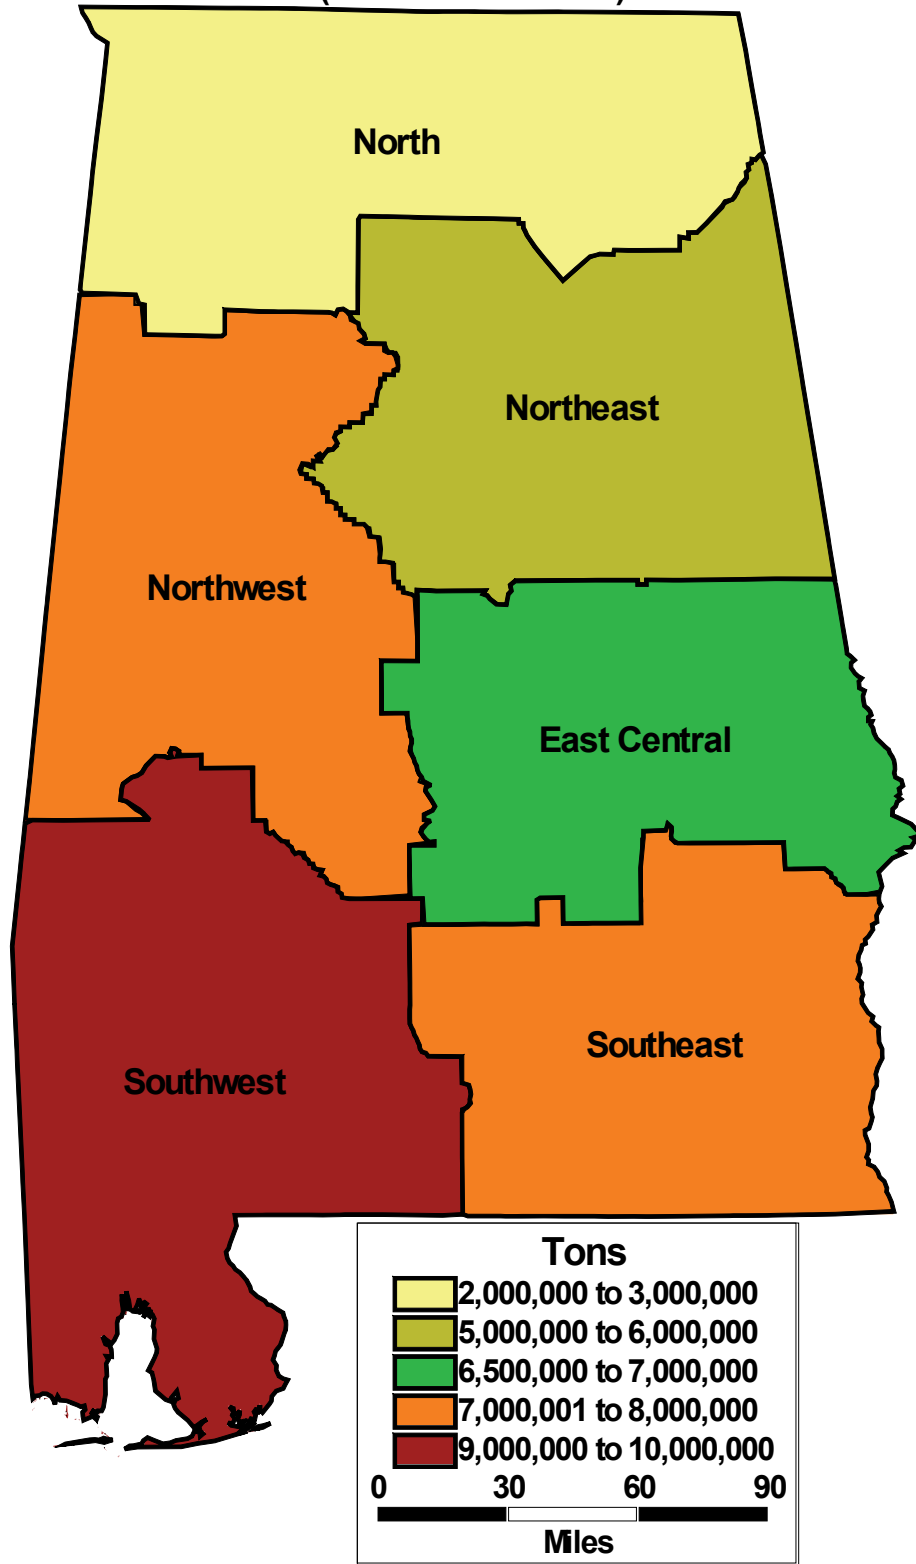 North
Northeast
Northwest
East Central
Southeast
Southwest
Tons
2,000,000 to 3,000,000
5,000,000 to 6,000,000
6,500,000 to 7,000,000
7,000,001 to 8,000,000
9,000,000 to 10,000,000
0 30 60 90
Miles